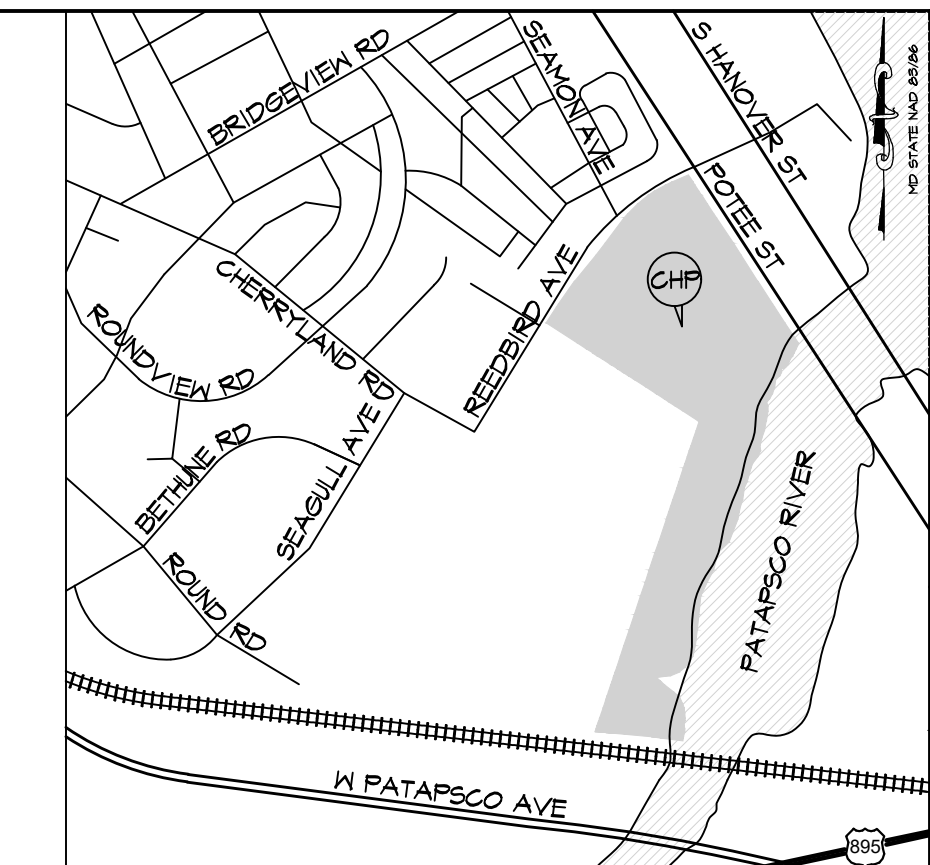 BRIDGEVIEW RD
SEAMON AVE
S HANOVER ST
MD STATE NAD 83/86
POTEE ST
CHP
CHERRYLAND RD
REEDBIRD AVE
ROUNDVIEW RD
BETHUNE RD
SEAGULL AVE
PATAPSCO RIVER
ROUND RD
W PATAPSCO AVE
895